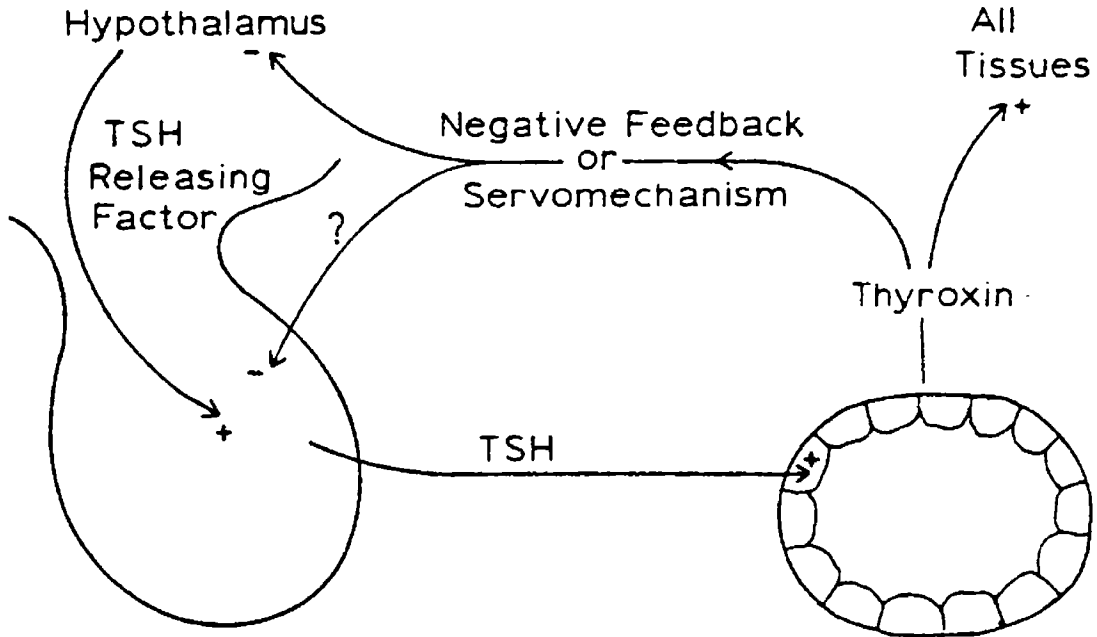 Hypothalamus
-
All
Tissues
+
TSH
Releasing
Factor
Negative Feedback
or
Servomechanism
?
Thyroxin
-
+
TSH
+